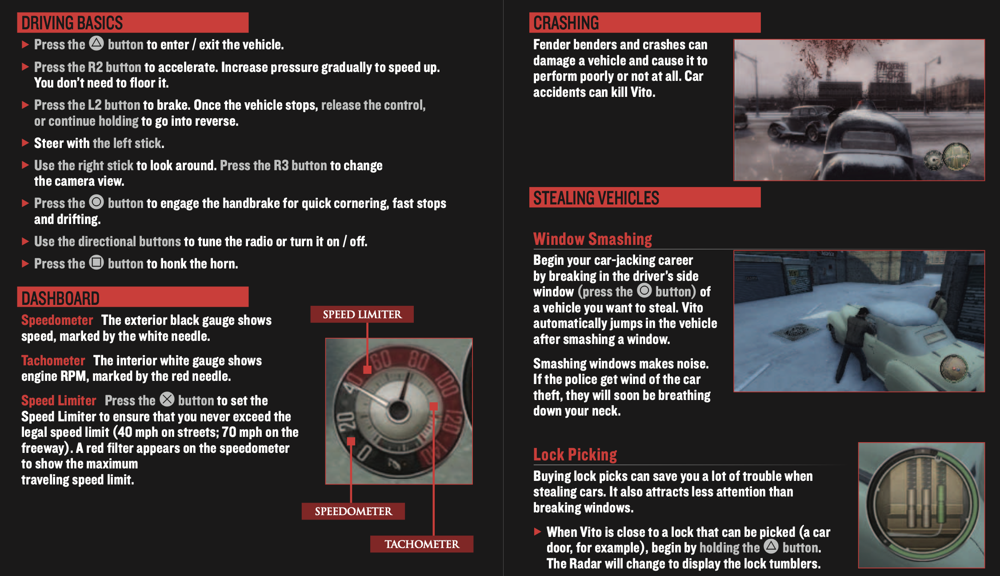 DRIVING BASICS
Press the button to enter / exit the vehicle.
Press the R2 button to accelerate. Increase pressure gradually to speed up.
You don't need to floor it.
Press the L2 button to brake. Once the vehicle stops, release the control,
or continue holding to go into reverse.
Steer with the left stick.
Use the right stick to look around. Press the R3 button to change
the camera view.
Press the button to engage the handbrake for quick cornering, fast stops
and drifting.
Use the directional buttons to tune the radio or turn it on / off.
Press the button to honk the horn.
DASHBOARD
Speedometer The exterior black gauge shows
speed, marked by the white needle.
Tachometer The interior white gauge shows
engine RPM, marked by the red needle.
Speed Limiter Press the button to set the
Speed Limiter to ensure that you never exceed the
legal speed limit (40 mph on streets; 70 mph on the
freeway). A red filter appears on the speedometer
to show the maximum
traveling speed limit.
SPEED LIMITER
0
20
40
60
80
100
120
140
SPEEDOMETER
TACHOMETER
CRASHING
Fender benders and crashes can
damage a vehicle and cause it to
perform poorly or not at all. Car
accidents can kill Vito.
STEALING VEHICLES
Window Smashing
Begin your car-jacking career
by breaking in the driver's side
window (press the button) of
a vehicle you want to steal. Vito
automatically jumps in the vehicle
after smashing a window.
Smashing windows makes noise.
If the police get wind of the car
theft, they will soon be breathing
down your neck.
Lock Picking
Buying lock picks can save you a lot of trouble when
stealing cars. It also attracts less attention than
breaking windows.
When Vito is close to a lock that can be picked (a car
door, for example), begin by holding the button.
The Radar will change to display the lock tumblers.